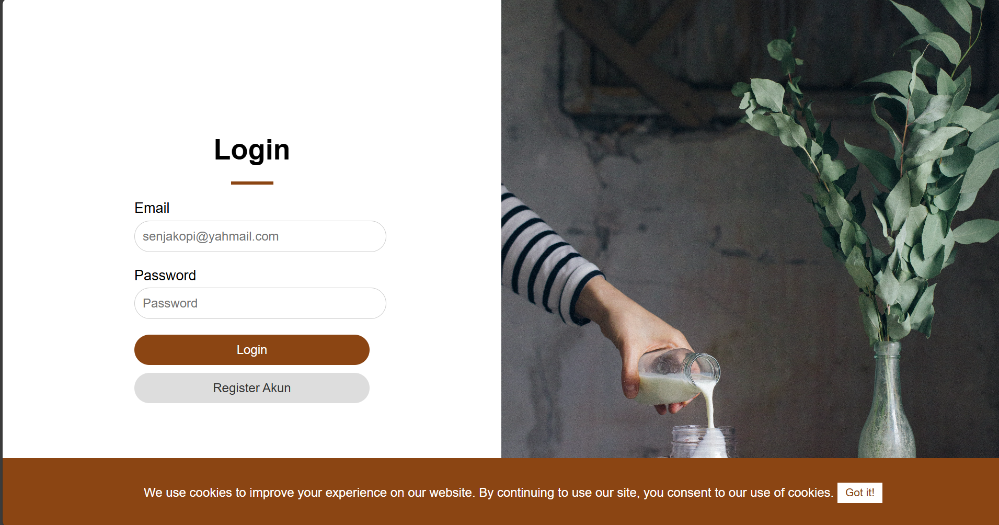 Login
Email
senjakopi@yahmail.com
Password
Password
Login
Register Akun
We use cookies to improve your experience on our website. By continuing to use our site, you consent to our use of cookies. Got it!